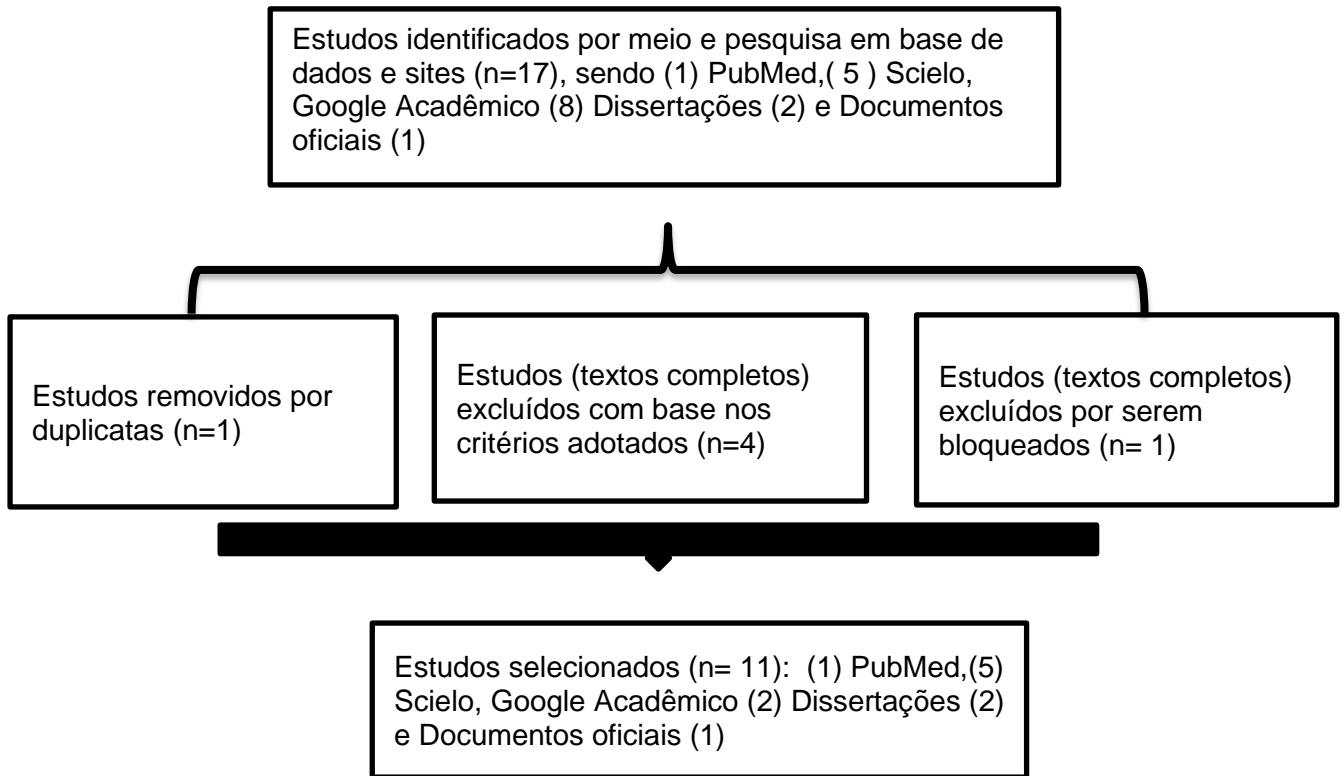 Estudos identificados por meio e pesquisa em base de
dados e sites (n=17), sendo (1) PubMed,( 5 ) Scielo,
Google Acadêmico (8) Dissertações (2) e Documentos
oficiais (1)
Estudos removidos por
duplicatas (n=1)
Estudos (textos completos)
excluídos com base nos
critérios adotados (n=4)
Estudos (textos completos)
excluídos por serem
bloqueados (n= 1)
Estudos selecionados (n= 11): (1) PubMed,(5)
Scielo, Google Acadêmico (2) Dissertações (2)
e Documentos oficiais (1)